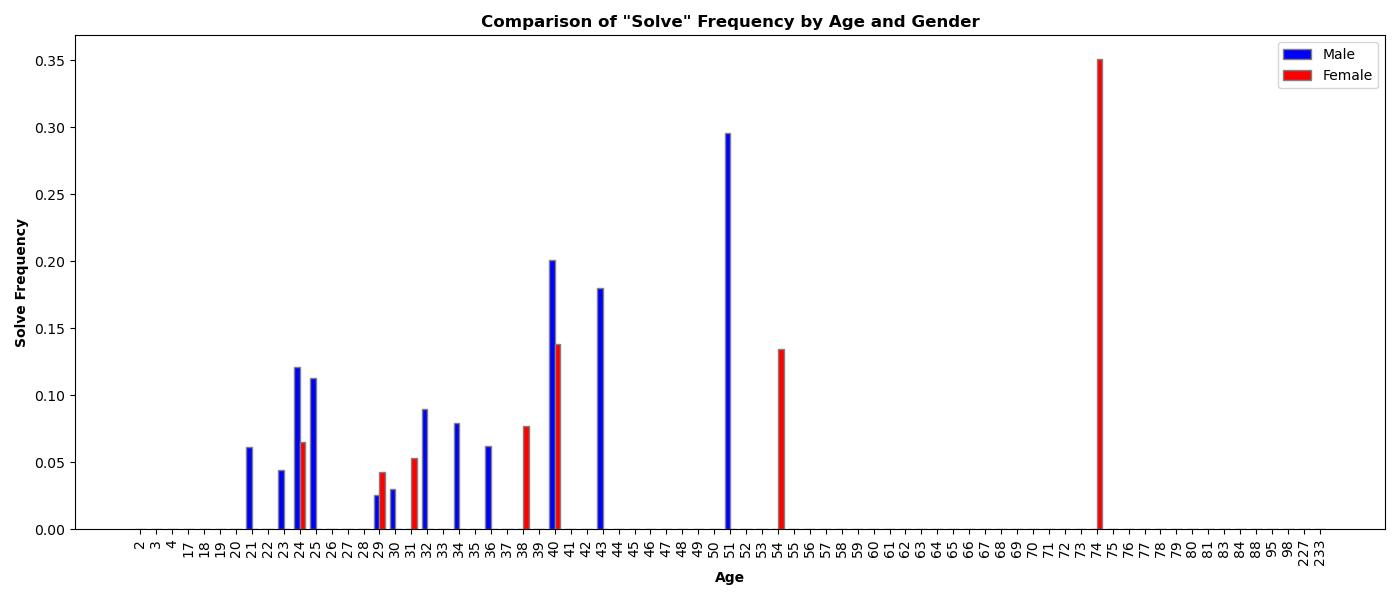 Comparison of "Solve" Frequency by Age and Gender
Male
Female
0.35
0.30
0.25
0.20
0.15
0.10
0.05
0.00
Solve Frequency
2 3 4 17 18 19 20 21 22 23 24 25 26 27 28 29 30 31 32 33 34 35 36 37 38 39 40 41 42 43 44 45 46 47 48 49 50 51 52 53 54 55 56 57 58 59 60 61 62 63 64 65 66 67 68 69 70 71 72 73 74 75 76 77 78 79 80 81 83 84 88 95 98 227 233
Age